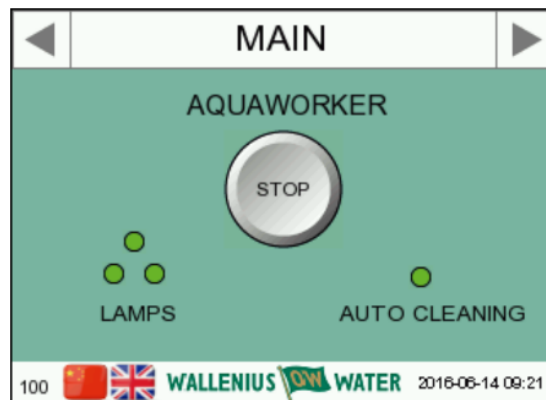 MAIN
AQUAWORKER
STOP
LAMPS
AUTO CLEANING
100 WALLENIUS OW WATER 2016-06-14 09:21